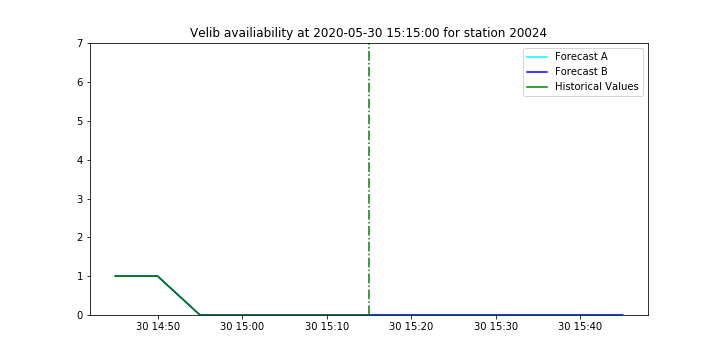 Velib availiability at 2020-05-30 15:15:00 for station 20024
Forecast A
Forecast B
Historical Values
7
6
5
4
3
2
1
0
30 14:50 30 15:00 30 15:10 30 15:20 30 15:30 30 15:40